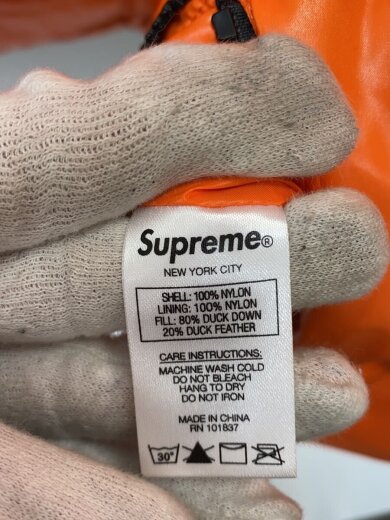 Supreme®
NEW YORK CITY
SHELL: 100% NYLON
LINING: 100% NYLON
FILL: 80% DUCK DOWN
20% DUCK FEATHER
CARE INSTRUCTIONS:
MACHINE WASH COLD
DO NOT BLEACH
HANG TO DRY
DO NOT IRON
MADE IN CHINA
RN 101837
30°